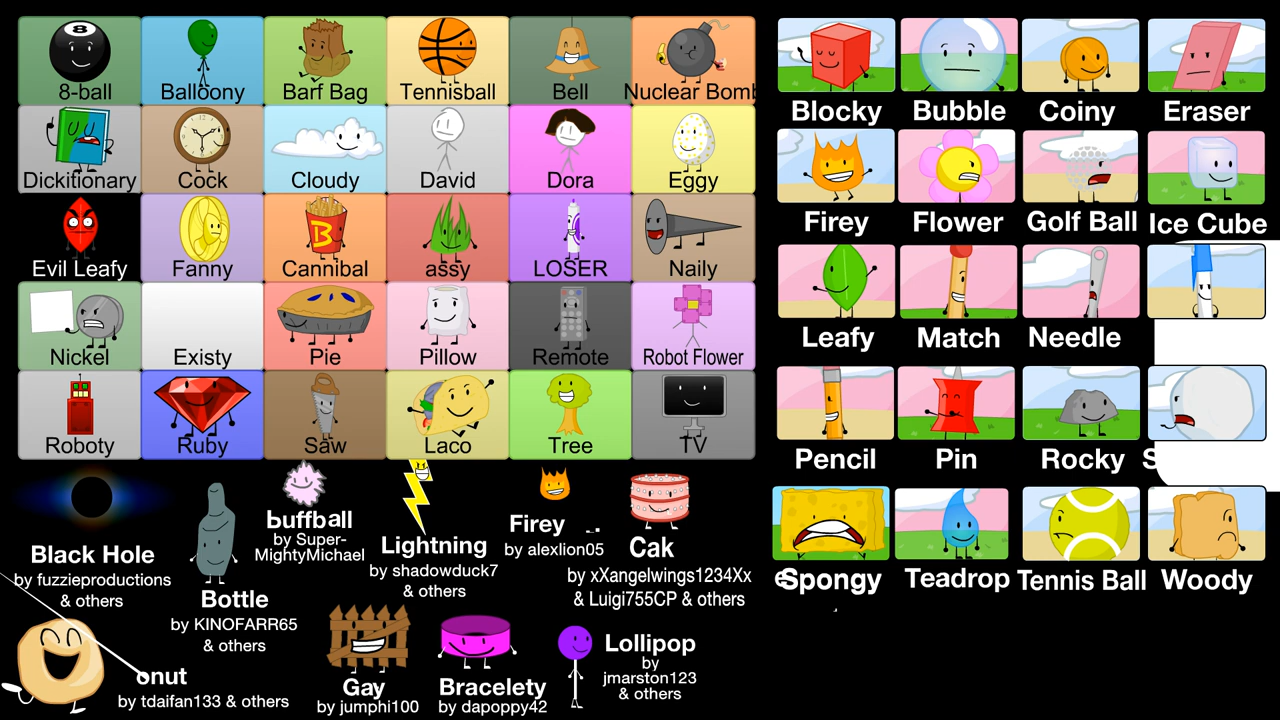 8
8-ball
Balloony
Barf Bag
Tennisball
Bell
Nuclear Bomb
Dickitionary
Cock
Cloudy
David
Dora
Eggy
Evil Leafy
Fanny
B
Cannibal
assy
LOSER
Naily
Nickel
Existy
Pie
Pillow
Remote
Robot Flower
Roboty
Ruby
Saw
Laco
Tree
TV
Black Hole
by fuzzieproductions
& others
Bottle
by KINOFARR65
& others
buffball
by Super-
MightyMichael
Lightning
by shadowduck7
& others
Firey
by alexlion05
Cak
by xXangelwings1234Xx
& Luigi755CP & others
onut
by tdaifan133 & others
Gay
by jumphi100
Bracelety
by dapoppy42
Lollipop
by
jmarston123
& others
Blocky
Bubble
Coiny
Eraser
Firey
Flower
Golf Ball
Ice Cube
Leafy
Match
Needle
Pencil
Pin
Rocky
S
Spongy
Teadrop
Tennis Ball
Woody